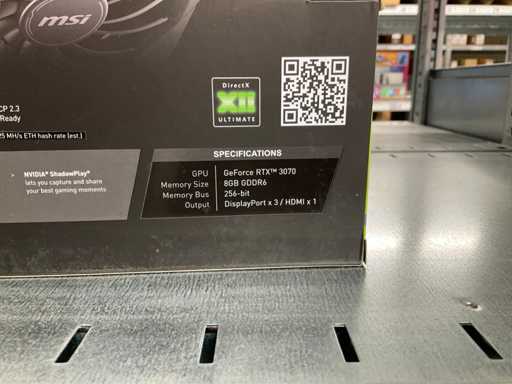 msi
CP 2.3
Ready
25 MH/s ETH hash rate (est.)
DirectX
XII
ULTIMATE
NVIDIA® ShadowPlay®
lets you capture and share
your best gaming moments
SPECIFICATIONS
GPU GeForce RTX™ 3070
Memory Size 8GB GDDR6
Memory Bus 256-bit
Output DisplayPort x 3 / HDMI x 1